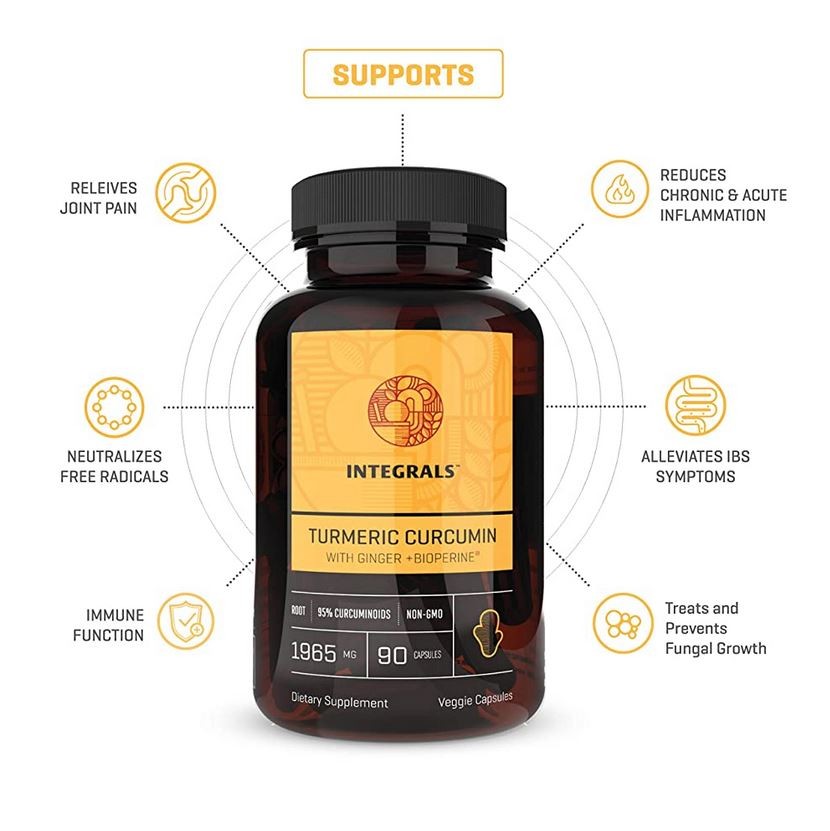 SUPPORTS
RELEIVES
JOINT PAIN
REDUCES
CHRONIC & ACUTE
INFLAMMATION
NEUTRALIZES
FREE RADICALS
ALLEVIATES IBS
SYMPTOMS
IMMUNE
FUNCTION
Treats and
Prevents
Fungal Growth
INTEGRALS™
TURMERIC CURCUMIN
WITH GINGER +BIOPERINE®
ROOT 95% CURCUMINOIDS NON-GMO
1965 MG 90 CAPSULES
Dietary Supplement Veggie Capsules